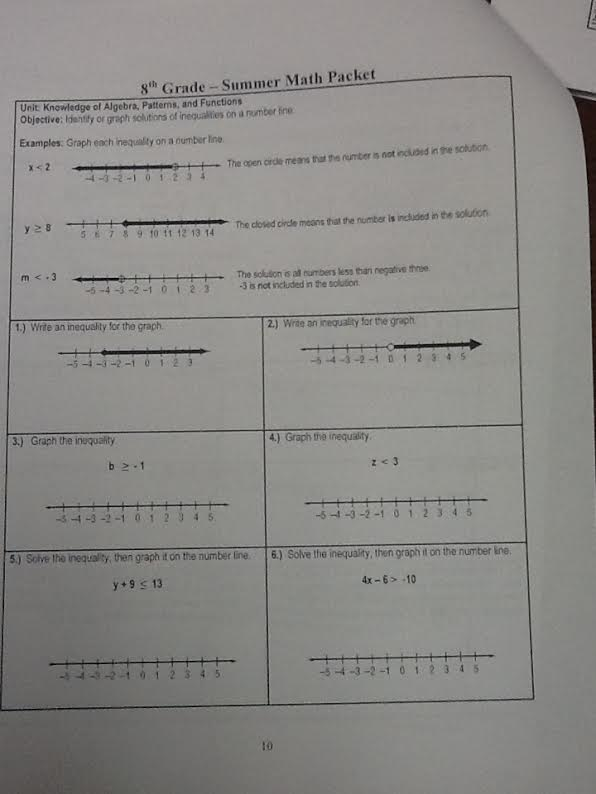 8th Grade – Summer Math Packet
Unit: Knowledge of Algebra, Patterns, and Functions
Objective: Identify or graph solutions of inequalities on a number line.
Examples: Graph each inequality on a number line.
x < 2
-4 -3 -2 -1 0 1 2 3 4
The open circle means that the number is not included in the solution.
y ≥ 8
5 6 7 8 9 10 11 12 13 14
The closed circle means that the number is included in the solution.
m < -3
-5 -4 -3 -2 -1 0 1 2 3
The solution is all numbers less than negative three.
-3 is not included in the solution.
1.) Write an inequality for the graph.
-5 -4 -3 -2 -1 0 1 2 3
2.) Write an inequality for the graph.
-5 -4 -3 -2 -1 0 1 2 3 4 5
3.) Graph the inequality.
b ≥ -1
-5 -4 -3 -2 -1 0 1 2 3 4 5
4.) Graph the inequality.
z < 3
-5 -4 -3 -2 -1 0 1 2 3 4 5
5.) Solve the inequality, then graph it on the number line.
y + 9 ≤ 13
-5 -4 -3 -2 -1 0 1 2 3 4 5
6.) Solve the inequality, then graph it on the number line.
4x – 6 > -10
-5 -4 -3 -2 -1 0 1 2 3 4 5
10